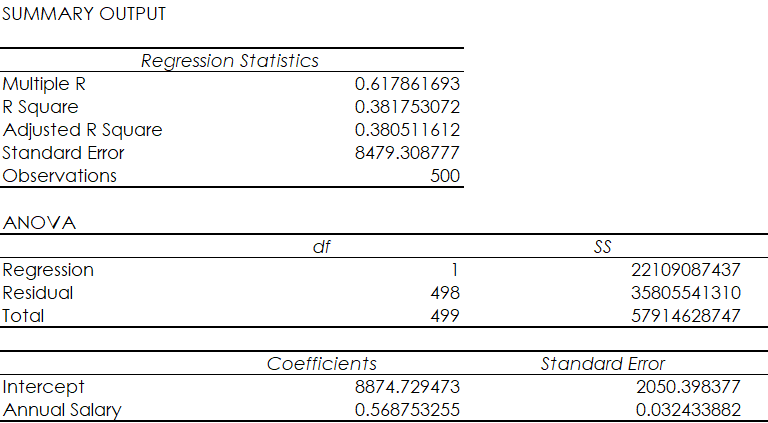 SUMMARY OUTPUT
Regression Statistics
Multiple R 0.617861693
R Square 0.381753072
Adjusted R Square 0.380511612
Standard Error 8479.308777
Observations 500
ANOVA
df SS
Regression 1 22109087437
Residual 498 35805541310
Total 499 57914628747
Coefficients Standard Error
Intercept 8874.729473 2050.398377
Annual Salary 0.568753255 0.032433882